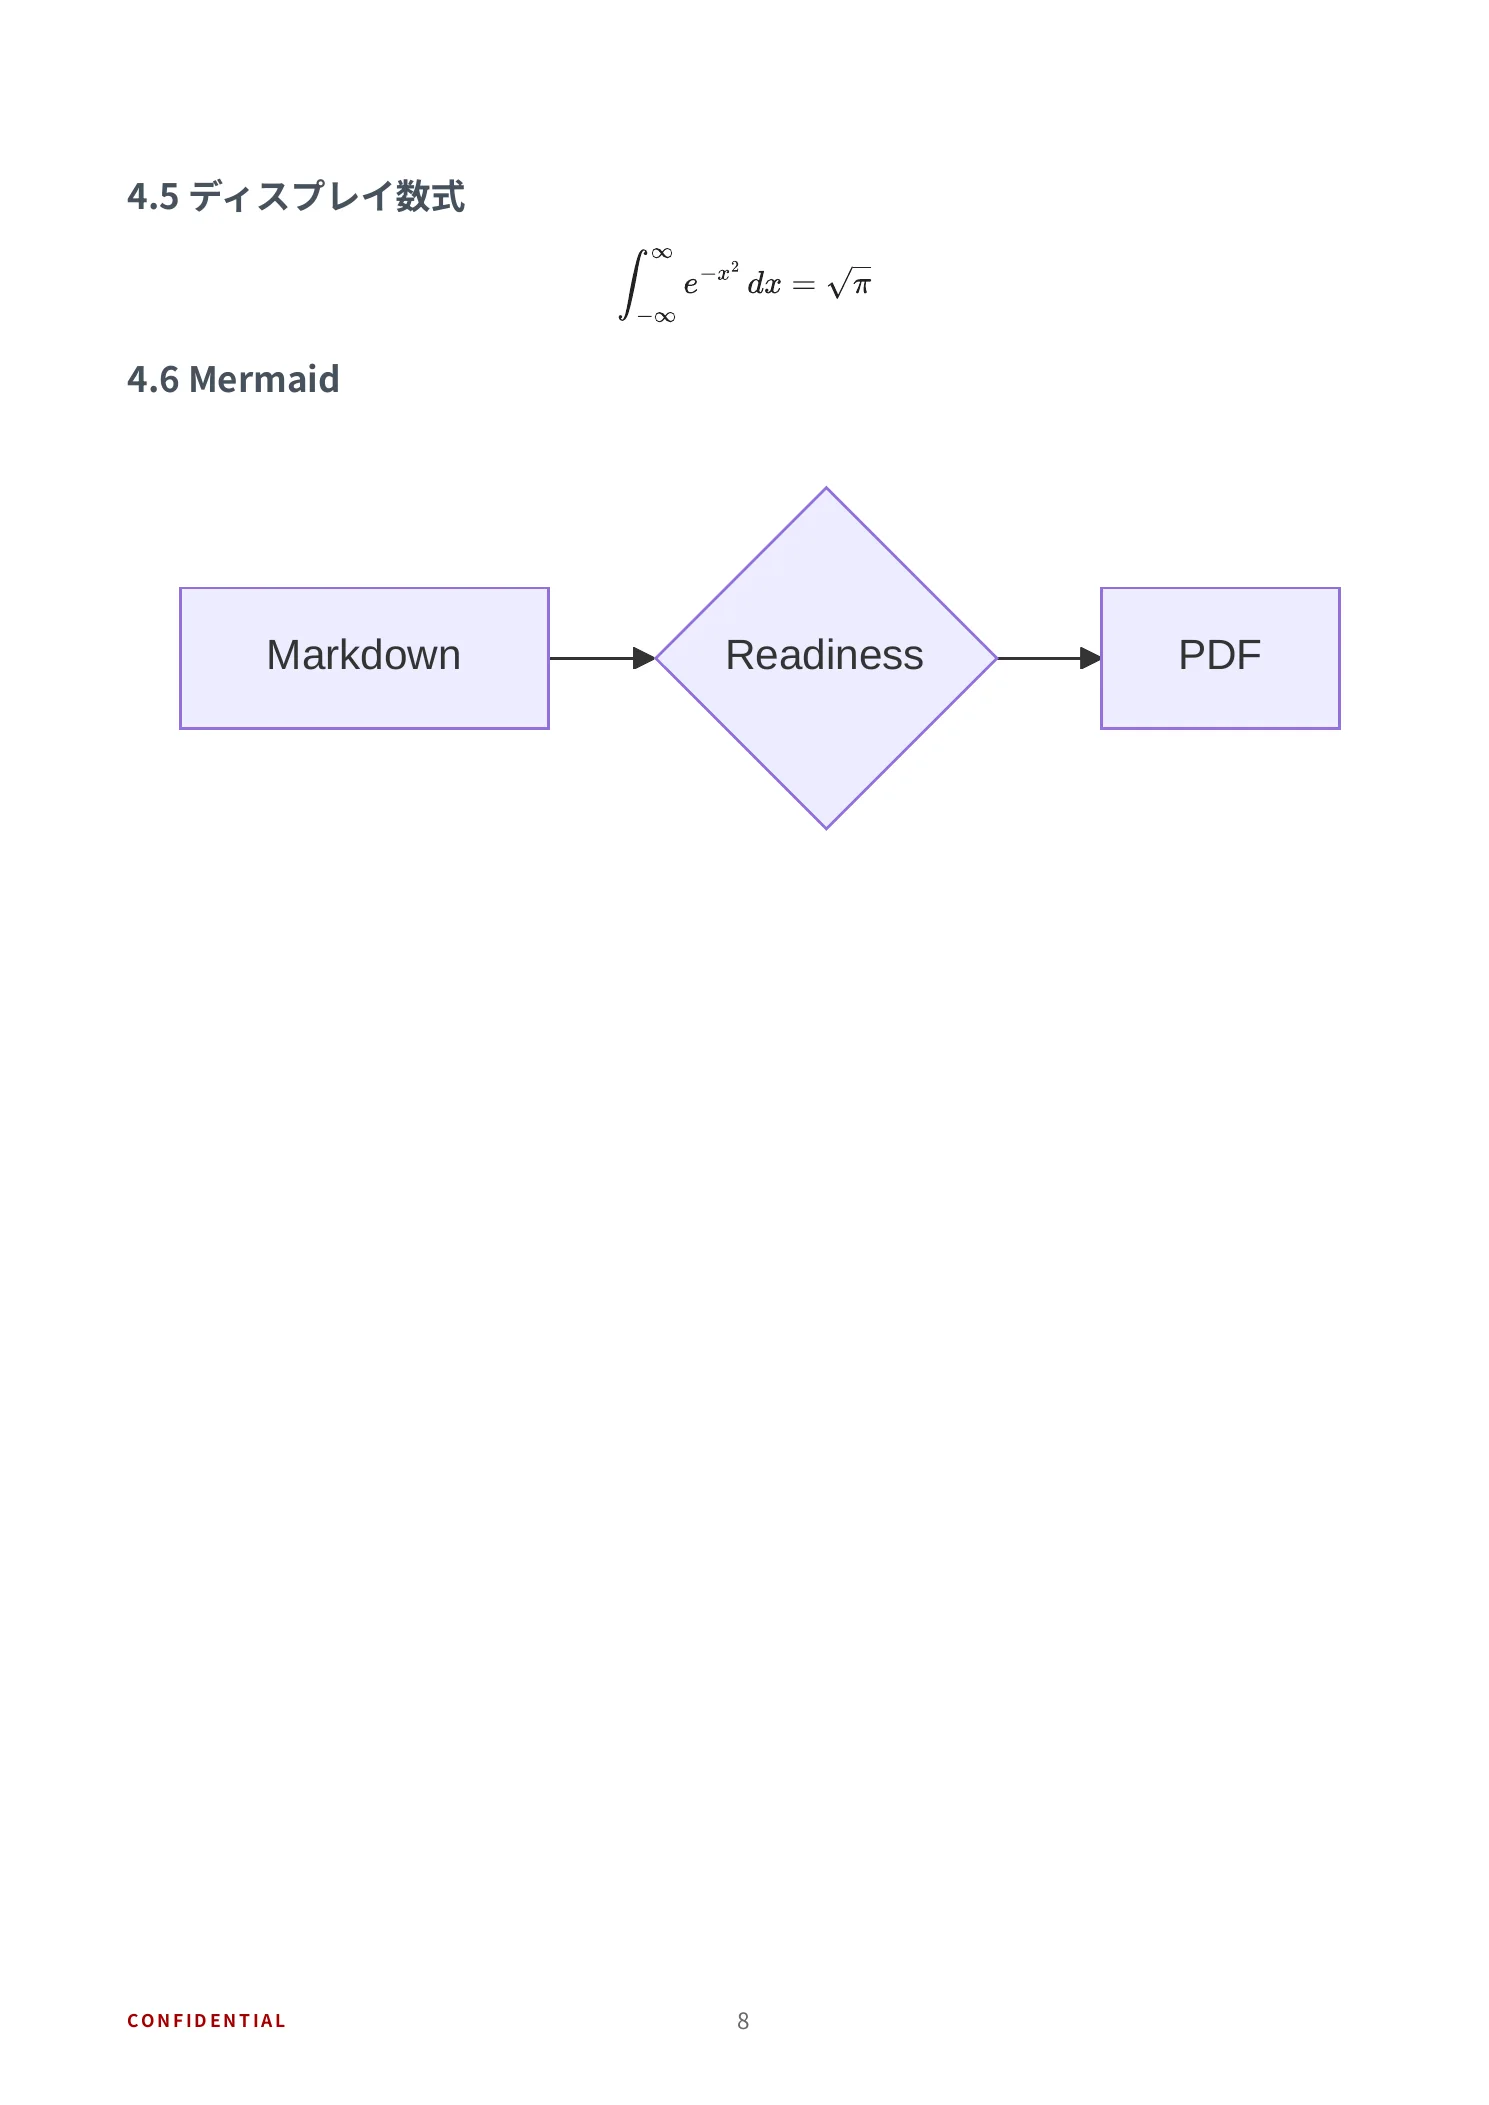 4.5 ディスプレイ数式
∫_{-∞}^{∞} e^{-x^2} dx = √π
4.6 Mermaid
Markdown
Readiness
PDF
CONFIDENTIAL
8